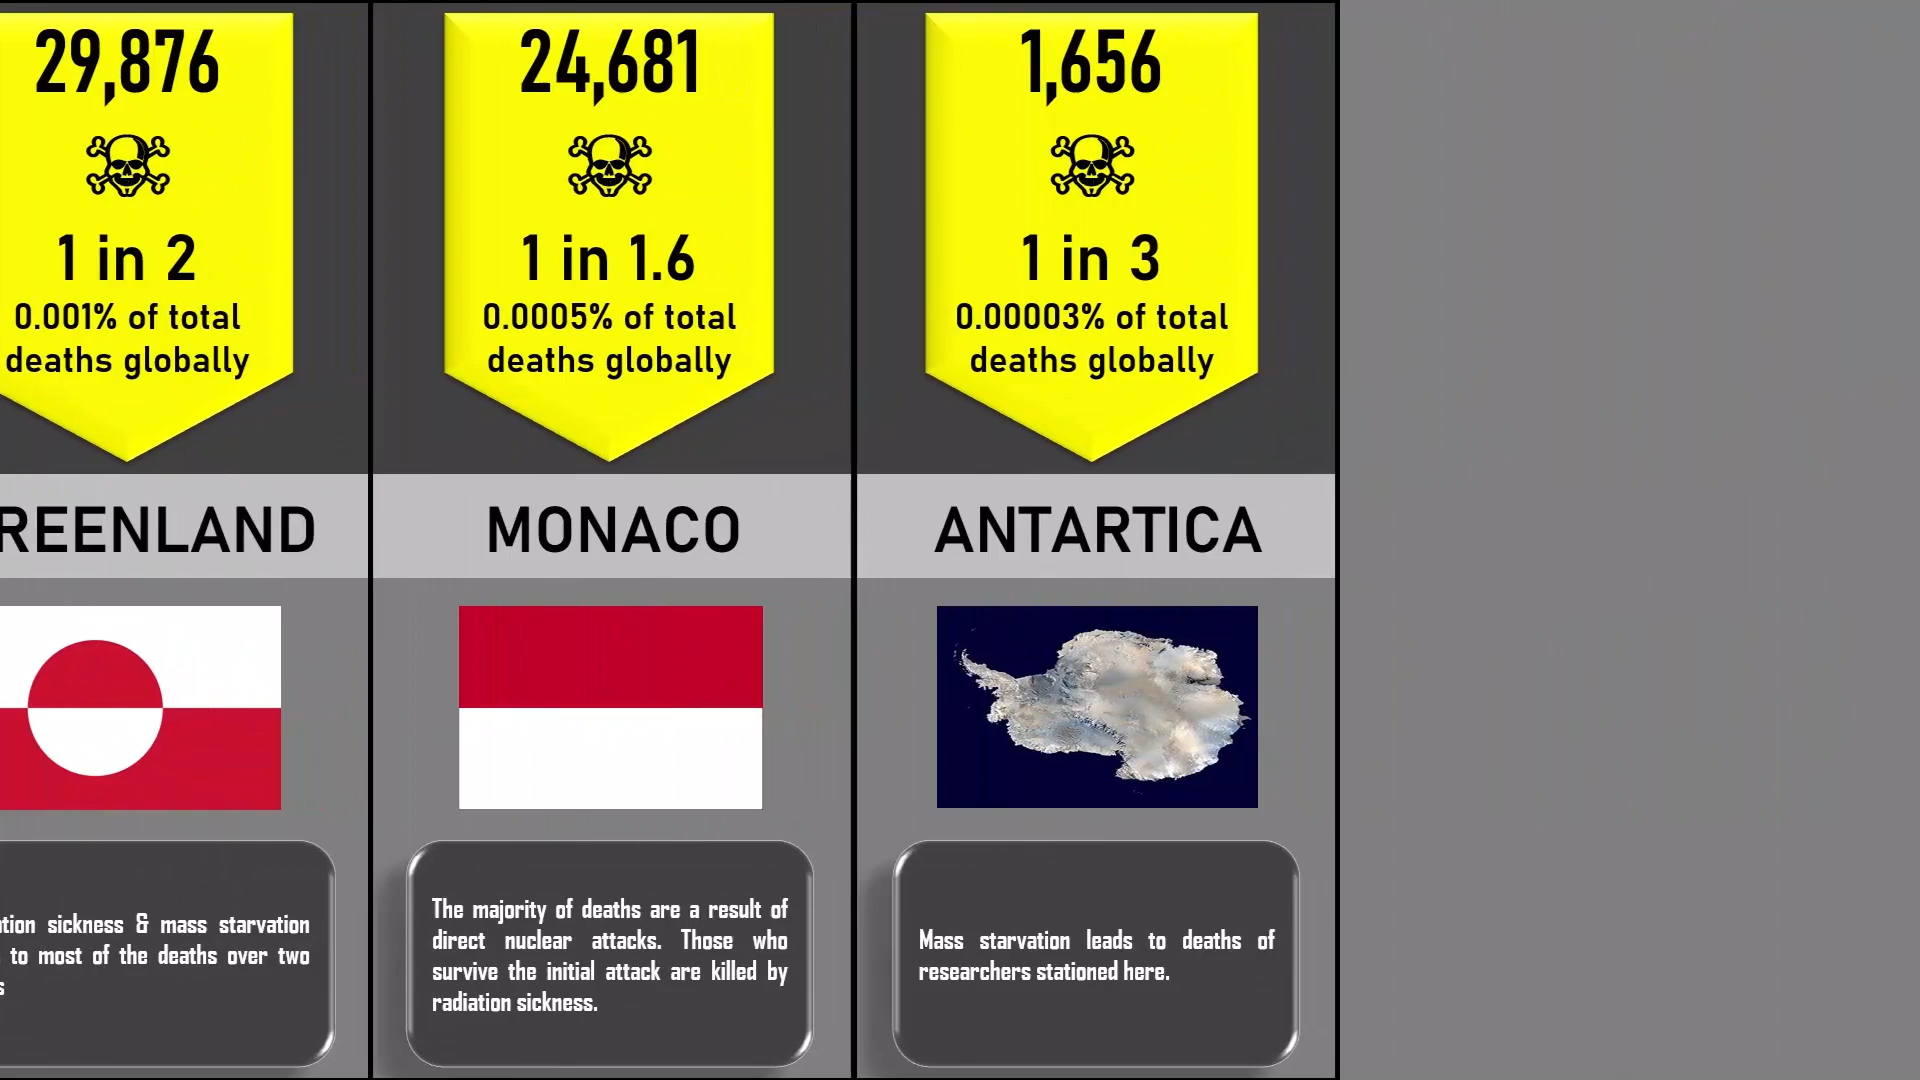 29,876
1 in 2
0.001% of total
deaths globally
REENLAND
tion sickness & mass starvation
to most of the deaths over two
s
24,681
1 in 1.6
0.0005% of total
deaths globally
MONACO
The majority of deaths are a result of
direct nuclear attacks. Those who
survive the initial attack are killed by
radiation sickness.
1,656
1 in 3
0.00003% of total
deaths globally
ANTARTICA
Mass starvation leads to deaths of
researchers stationed here.